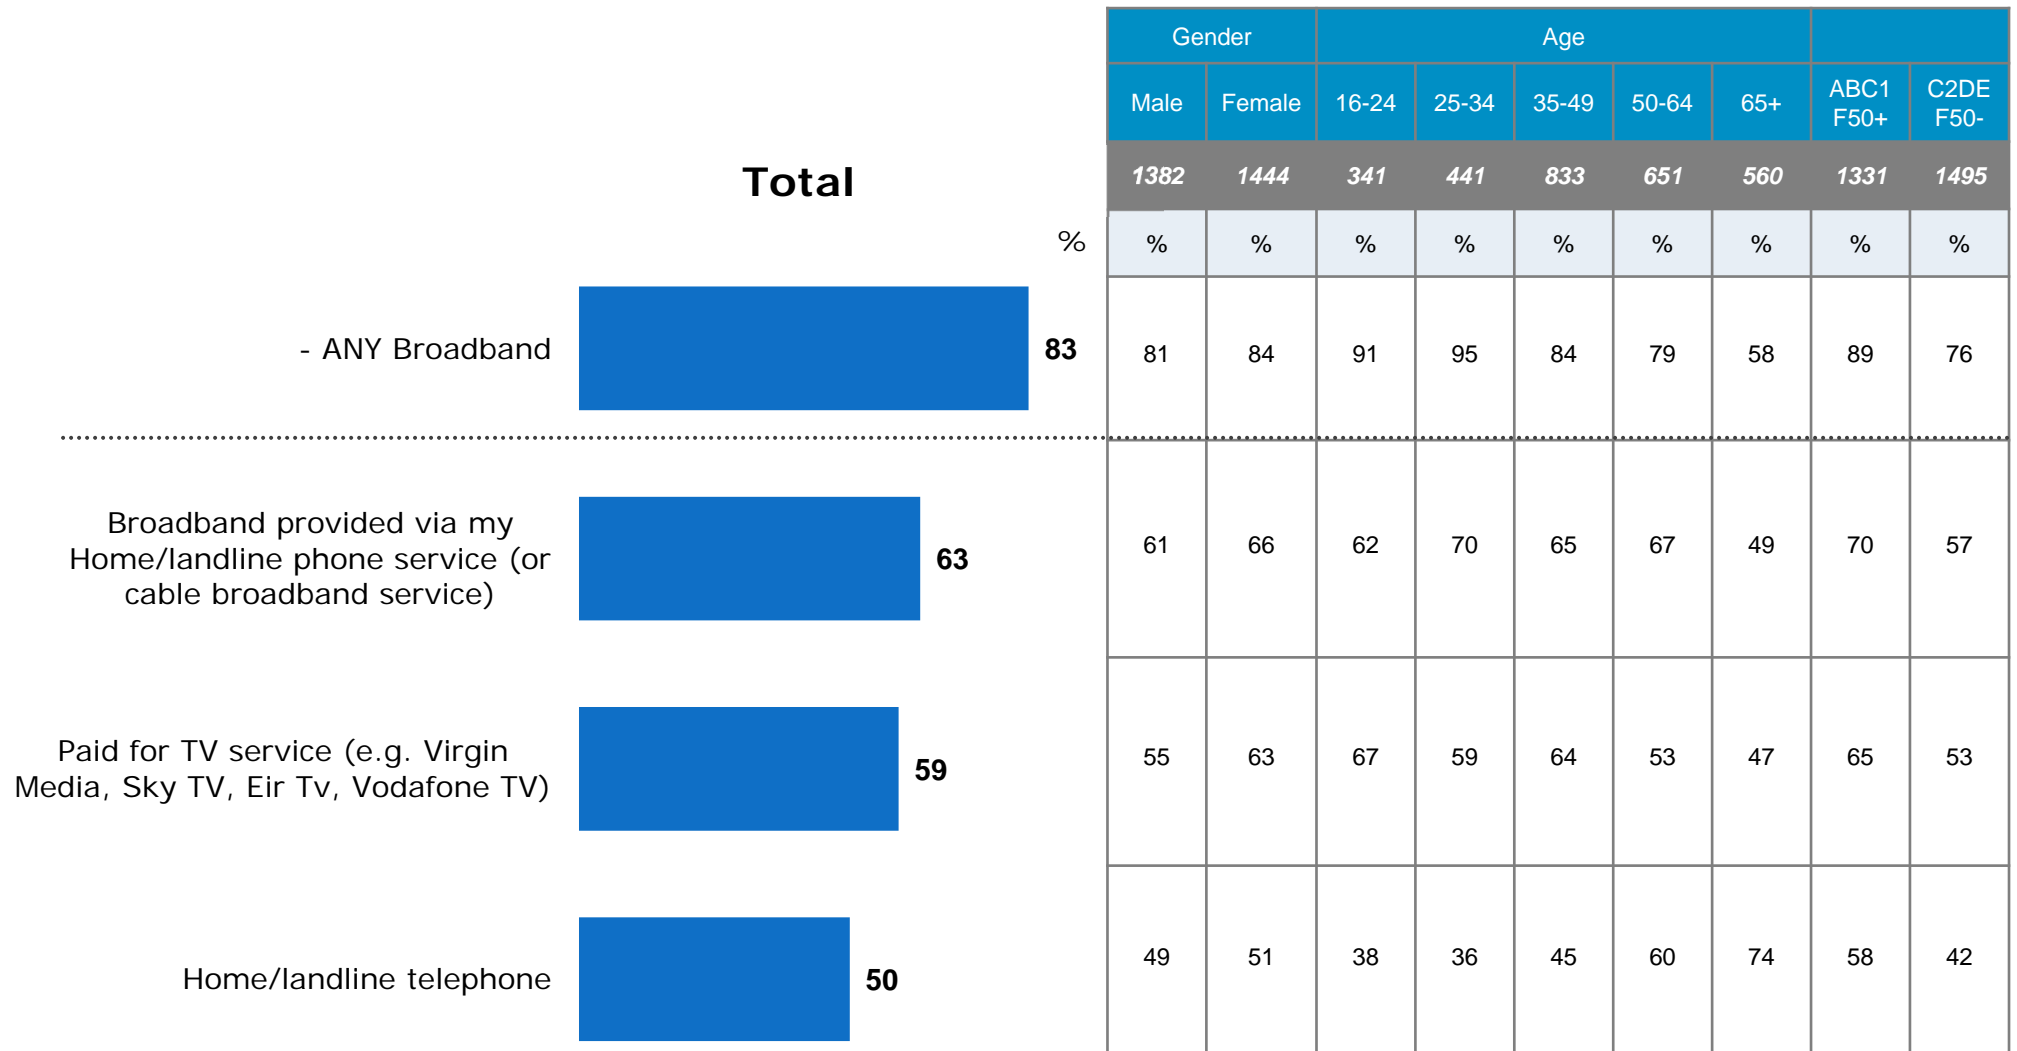 Gender Age
Male Female 16-24 25-34 35-49 50-64 65+ ABC1 F50+ C2DE F50-
Total 1382 1444 341 441 833 651 560 1331 1495
% % % % % % % % % %
- ANY Broadband 83 81 84 91 95 84 79 58 89 76
Broadband provided via my
Home/landline phone service (or 63 61 66 62 70 65 67 49 70 57
cable broadband service)
Paid for TV service (e.g. Virgin
Media, Sky TV, Eir Tv, Vodafone TV) 59 55 63 67 59 64 53 47 65 53
Home/landline telephone 50 49 51 38 36 45 60 74 58 42